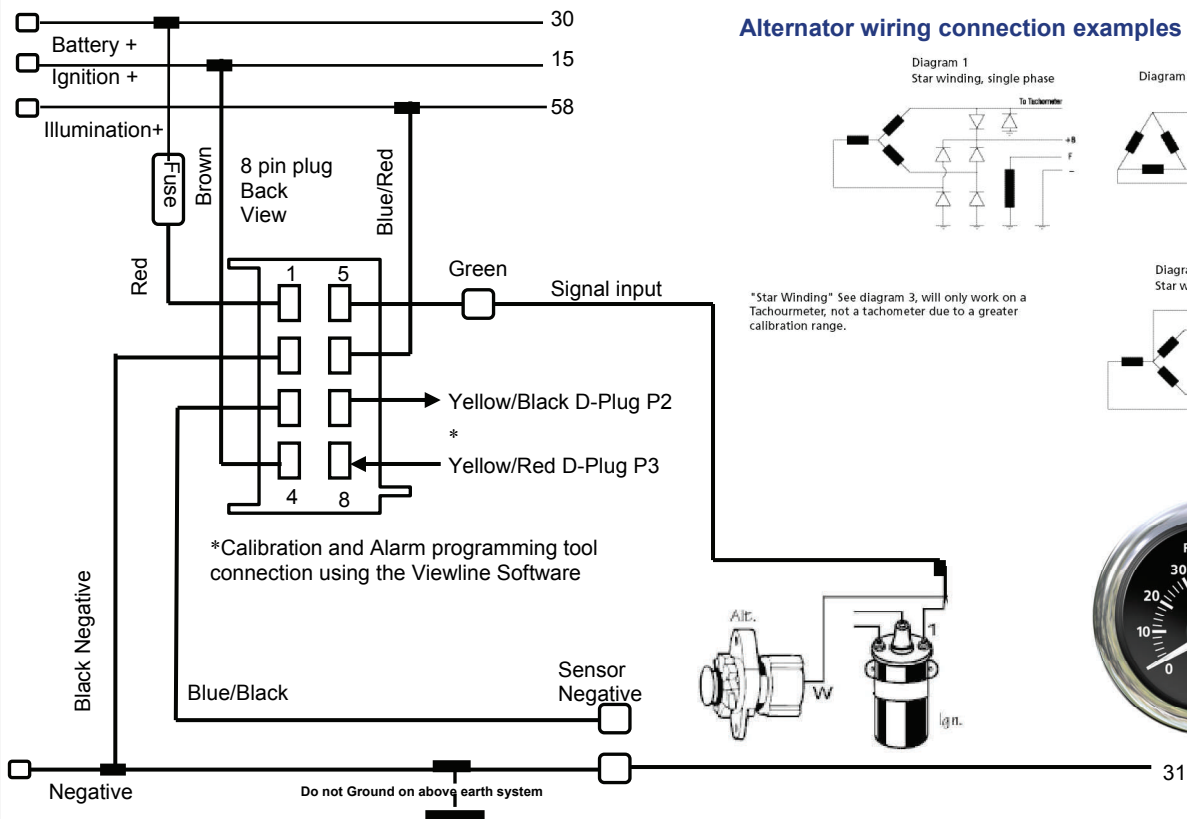 30
Battery +
15
Ignition +
58
Illumination+
Fuse
Brown
8 pin plug
Back
View
Blue/Red
Red
1 5
Green
Signal input
Yellow/Black D-Plug P2
*
Yellow/Red D-Plug P3
4 8
*Calibration and Alarm programming tool
connection using the Viewline Software
Black Negative
Blue/Black
Sensor
Negative
Negative
Do not Ground on above earth system
31
Alternator wiring connection examples
Diagram 1
Star winding, single phase
To Tachometer
+B
F
–
Diagram
"Star Winding" See diagram 3, will only work on a
Tachourmeter, not a tachometer due to a greater
calibration range.
Star w
Alt.
W
1
Ign.
30
20
10
0